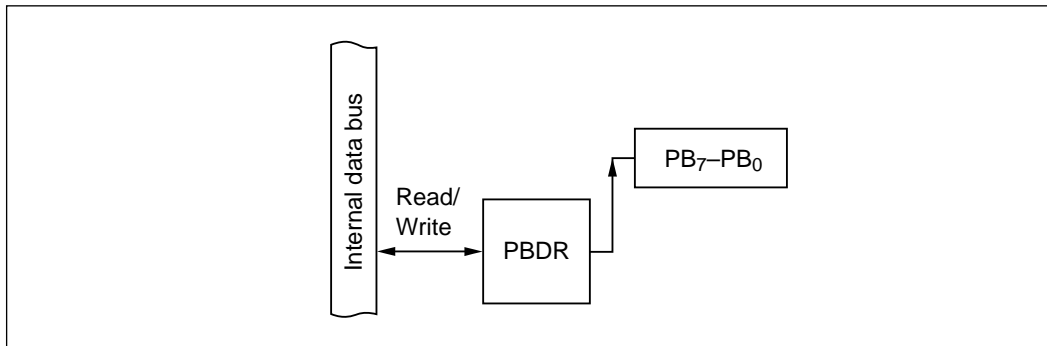 Internal data bus
Read/
Write
PBDR
PB7–PB0